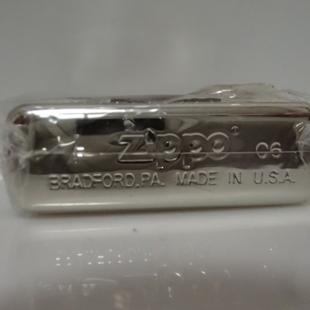 Zippo® 06
BRADFORD,PA. MADE IN U.S.A.